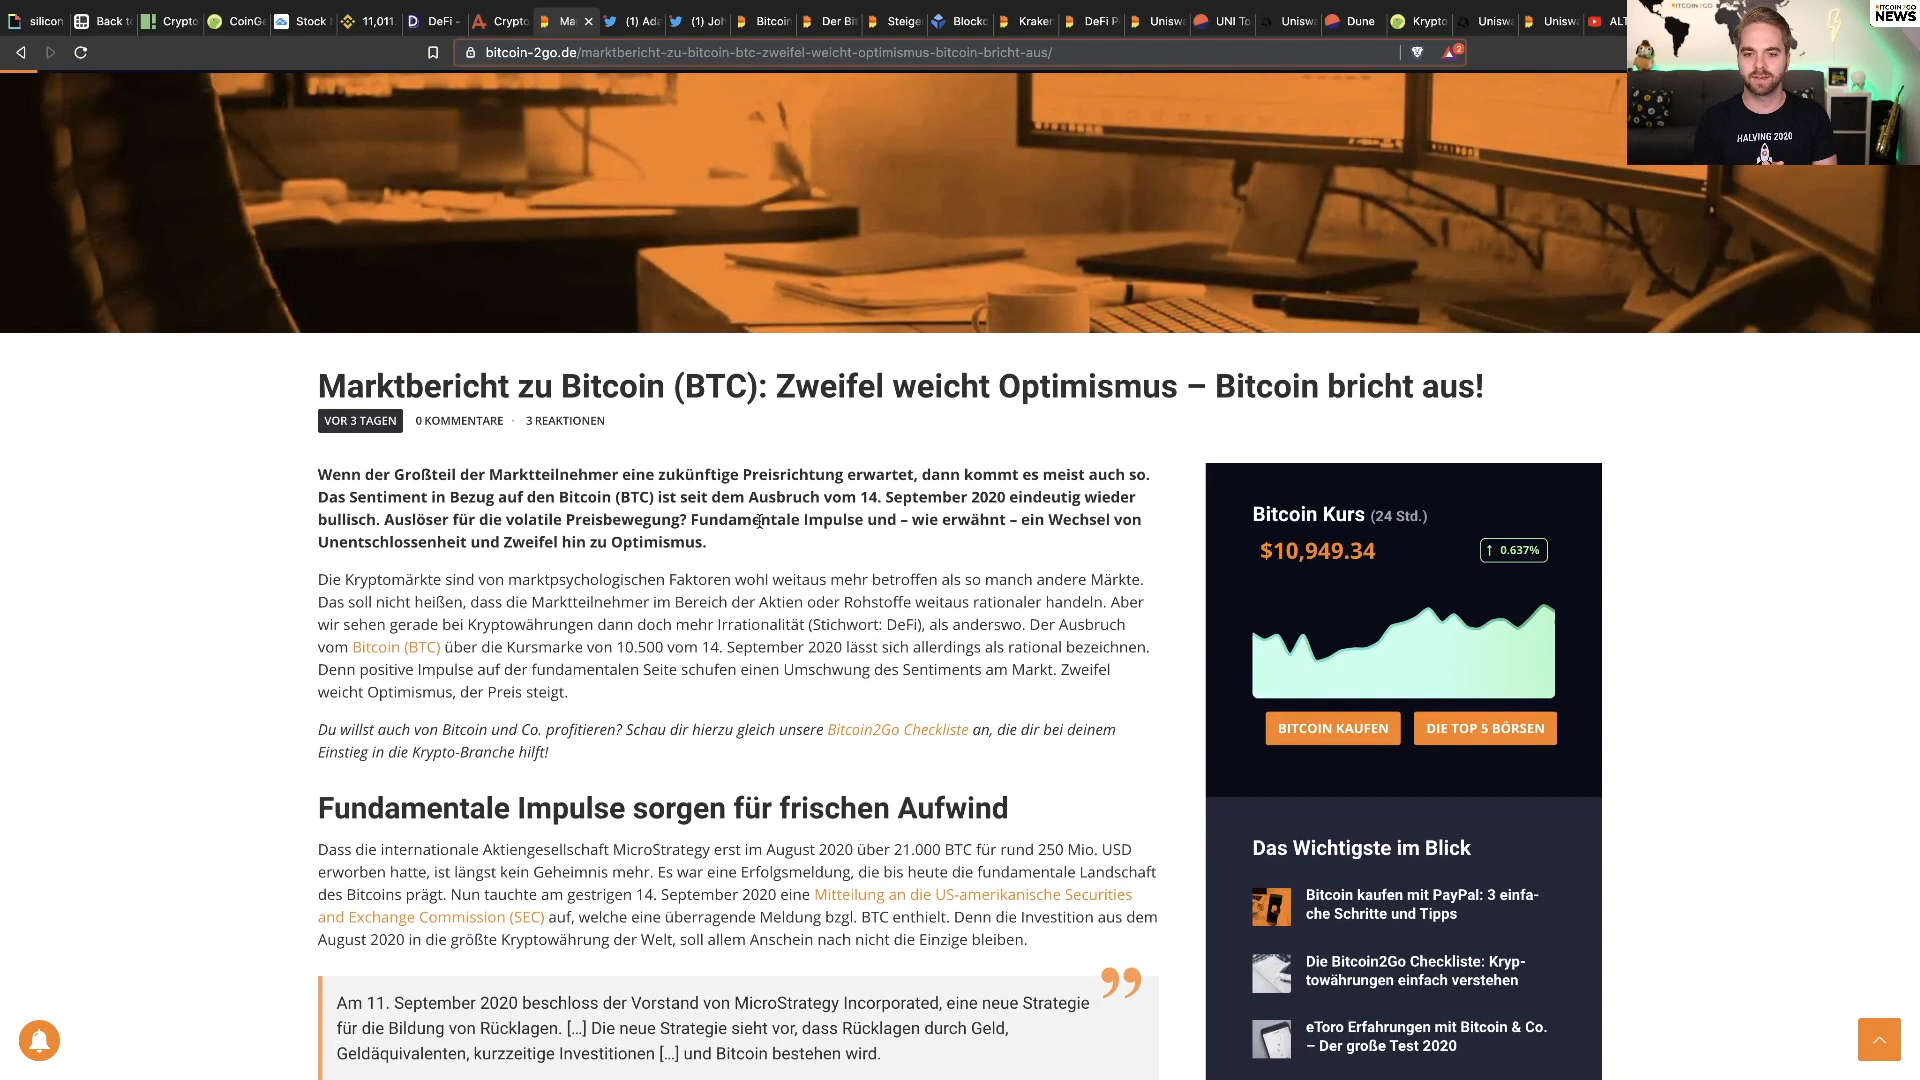 silicon
Back to
Crypto
CoinGe
Stock
11,011.
DeFi -
Crypto
Mar
(1) Ada
(1) Joh
Bitcoin
Der Bit
Steiger
Blocko
Kraken
DeFi P
Uniswa
UNI To
Uniswa
Dune
Krypto
Uniswa
Uniswa
ALT
bitcoin-2go.de/marktbericht-zu-bitcoin-btc-zweifel-weicht-optimismus-bitcoin-bricht-aus/
2
BITCOIN2GO
NEWS
HALVING 2020
Marktbericht zu Bitcoin (BTC): Zweifel weicht Optimismus – Bitcoin bricht aus!
VOR 3 TAGEN 0 KOMMENTARE · 3 REAKTIONEN
Wenn der Großteil der Marktteilnehmer eine zukünftige Preisrichtung erwartet, dann kommt es meist auch so.
Das Sentiment in Bezug auf den Bitcoin (BTC) ist seit dem Ausbruch vom 14. September 2020 eindeutig wieder
bullisch. Auslöser für die volatile Preisbewegung? Fundamentale Impulse und – wie erwähnt – ein Wechsel von
Unentschlossenheit und Zweifel hin zu Optimismus.
Die Kryptomärkte sind von marktpsychologischen Faktoren wohl weitaus mehr betroffen als so manch andere Märkte.
Das soll nicht heißen, dass die Marktteilnehmer im Bereich der Aktien oder Rohstoffe weitaus rationaler handeln. Aber
wir sehen gerade bei Kryptowährungen dann doch mehr Irrationalität (Stichwort: DeFi), als anderswo. Der Ausbruch
vom Bitcoin (BTC) über die Kursmarke von 10.500 vom 14. September 2020 lässt sich allerdings als rational bezeichnen.
Denn positive Impulse auf der fundamentalen Seite schufen einen Umschwung des Sentiments am Markt. Zweifel
weicht Optimismus, der Preis steigt.
Du willst auch von Bitcoin und Co. profitieren? Schau dir hierzu gleich unsere Bitcoin2Go Checkliste an, die dir bei deinem
Einstieg in die Krypto-Branche hilft!
Fundamentale Impulse sorgen für frischen Aufwind
Dass die internationale Aktiengesellschaft MicroStrategy erst im August 2020 über 21.000 BTC für rund 250 Mio. USD
erworben hatte, ist längst kein Geheimnis mehr. Es war eine Erfolgsmeldung, die bis heute die fundamentale Landschaft
des Bitcoins prägt. Nun tauchte am gestrigen 14. September 2020 eine Mitteilung an die US-amerikanische Securities
and Exchange Commission (SEC) auf, welche eine überragende Meldung bzgl. BTC enthielt. Denn die Investition aus dem
August 2020 in die größte Kryptowährung der Welt, soll allem Anschein nach nicht die Einzige bleiben.
Am 11. September 2020 beschloss der Vorstand von MicroStrategy Incorporated, eine neue Strategie
für die Bildung von Rücklagen. [...] Die neue Strategie sieht vor, dass Rücklagen durch Geld,
Geldäquivalenten, kurzzeitige Investitionen [...] und Bitcoin bestehen wird.
Bitcoin Kurs (24 Std.)
$10,949.34
↑ 0.637%
BITCOIN KAUFEN
DIE TOP 5 BÖRSEN
Das Wichtigste im Blick
Bitcoin kaufen mit PayPal: 3 einfa-
che Schritte und Tipps
Die Bitcoin2Go Checkliste: Kryp-
towährungen einfach verstehen
eToro Erfahrungen mit Bitcoin & Co.
– Der große Test 2020